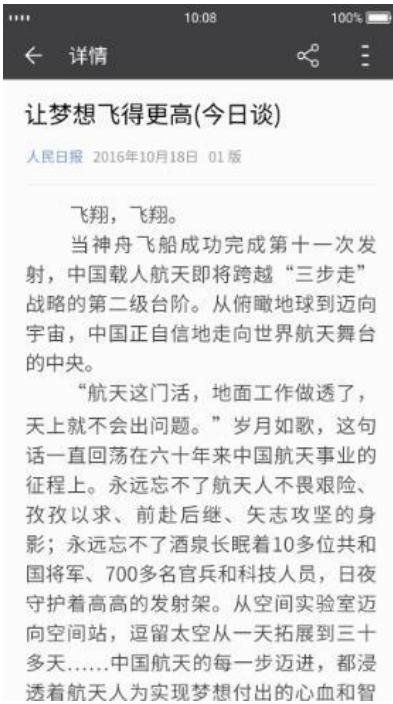 10:08
100%
详情
让梦想飞得更高(今日谈)
人民日报 2016年10月18日 01 版
飞翔，飞翔。
当神舟飞船成功完成第十一次发
射，中国载人航天即将跨越“三步走”
战略的第二级台阶。从俯瞰地球到迈向
宇宙，中国正自信地走向世界航天舞台
的中央。
“航天这门活，地面工作做透了，
天上就不会出问题。”岁月如歌，这句
话一直回荡在六十年来中国航天事业的
征程上。永远忘不了航天人不畏艰险、
孜孜以求、前赴后继、矢志攻坚的身
影；永远忘不了酒泉长眠着10多位共和
国将军、700多名官兵和科技人员，日夜
守护着高高的发射架。从空间实验室迈
向空间站，逗留太空从一天拓展到三十
多天……中国航天的每一步迈进，都浸
透着航天人为实现梦想付出的心血和智